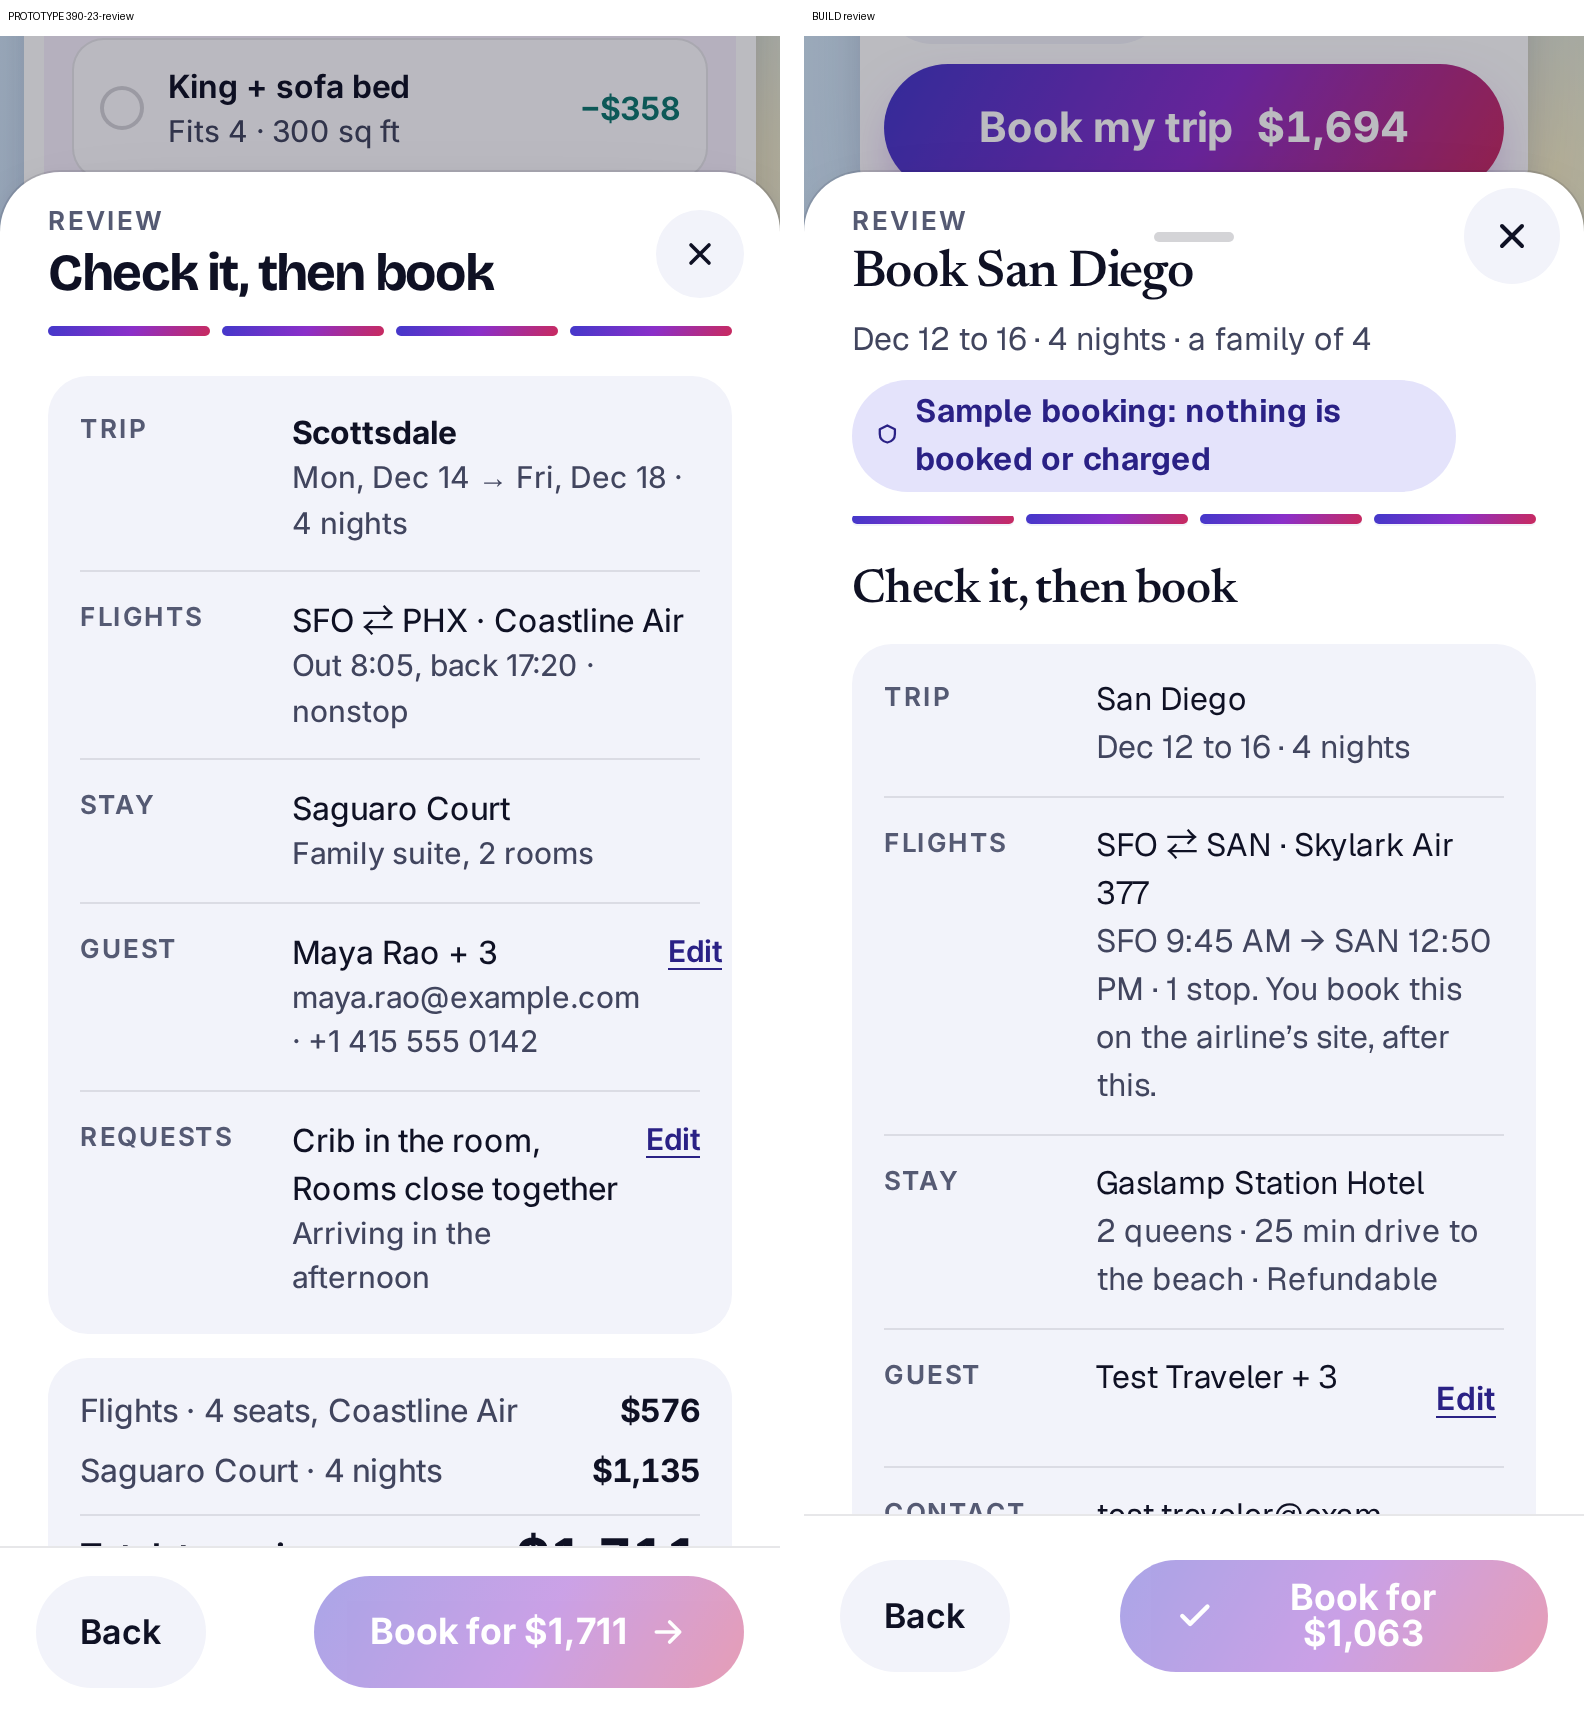 PROTOTYPE 390-23-review
King + sofa bed
Fits 4 · 300 sq ft
−$358
REVIEW
Check it, then book
TRIP
Scottsdale
Mon, Dec 14 → Fri, Dec 18 ·
4 nights
FLIGHTS
SFO ⇄ PHX · Coastline Air
Out 8:05, back 17:20 ·
nonstop
STAY
Saguaro Court
Family suite, 2 rooms
GUEST
Maya Rao + 3
Edit
maya.rao@example.com
· +1 415 555 0142
REQUESTS
Crib in the room,
Edit
Rooms close together
Arriving in the
afternoon
Flights · 4 seats, Coastline Air
$576
Saguaro Court · 4 nights
$1,135
$1,711
Back
Book for $1,711 →
BUILD review
Book my trip $1,694
REVIEW
Book San Diego
Dec 12 to 16 · 4 nights · a family of 4
Sample booking: nothing is
booked or charged
Check it, then book
TRIP
San Diego
Dec 12 to 16 · 4 nights
FLIGHTS
SFO ⇄ SAN · Skylark Air
377
SFO 9:45 AM → SAN 12:50
PM · 1 stop. You book this
on the airline’s site, after
this.
STAY
Gaslamp Station Hotel
2 queens · 25 min drive to
the beach · Refundable
GUEST
Test Traveler + 3
Edit
CONTACT
Back
Book for
$1,063